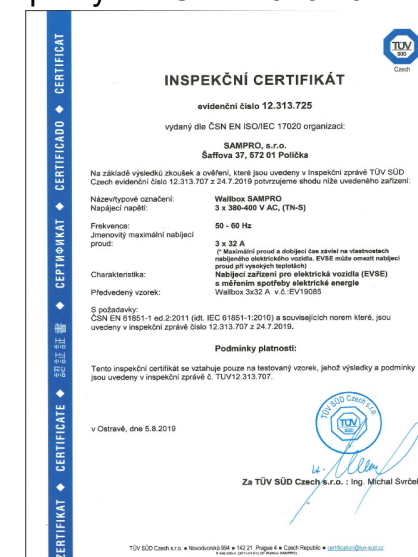 TÜV
SÜD
Czech
INSPEKČNÍ CERTIFIKÁT
evidenční číslo 12.313.725
vydaný dle ČSN EN ISO/IEC 17020 organizaci:
SAMPRO, s.r.o.
Šaffova 37, 572 01 Polička
Na základě výsledků zkoušek a ověření, které jsou uvedeny v Inspekční zprávě TÜV SÜD
Czech evidenční číslo 12.313.707 z 24.7.2019 potvrzujeme shodu níže uvedeného zařízení:
Název/typové označení: Wallbox SAMPRO
Napájecí napětí: 3 x 380-400 V AC, (TN-S)
Frekvence: 50 - 60 Hz
Jmenovitý maximální nabíjecí
proud: 3 x 32 A
(* Maximální proud a dobíjecí čas závisí na vlastnostech
nabíjeného elektrického vozidla. EVSE může omezit nabíjecí
proud při vysokých teplotách)
Charakteristika: Nabíjecí zařízení pro elektrická vozidla (EVSE)
s měřením spotřeby elektrické energie
Předvedený vzorek: Wallbox 3x32 A v.č.:EV19085
S požadavky:
ČSN EN 61851-1 ed.2:2011 (idt. IEC 61851-1:2010) a souvisejících norem které, jsou
uvedeny v inspekční zprávě číslo 12.313.707 z 24.7.2019.
Podmínky platnosti:
Tento inspekční certifikát se vztahuje pouze na testovaný vzorek, jehož výsledky a podmínky
jsou uvedeny v inspekční zprávě č. TUV12.313.707.
v Ostravě, dne 5.8.2019
TÜV SÜD Czech s.r.o.
TÜV
Za TÜV SÜD Czech s.r.o. : Ing. Michal Svrček
TÜV SÜD Czech s.r.o. ● Novodvorská 994 ● 142 21 Prague 4 ● Czech Republic ● certification@tuv-sud.cz
ZERTIFIKAT ◆ CERTIFICATE ◆ 認証証書 ◆ СЕРТИФИКАТ ◆ CERTIFICADO ◆ CERTIFICAT